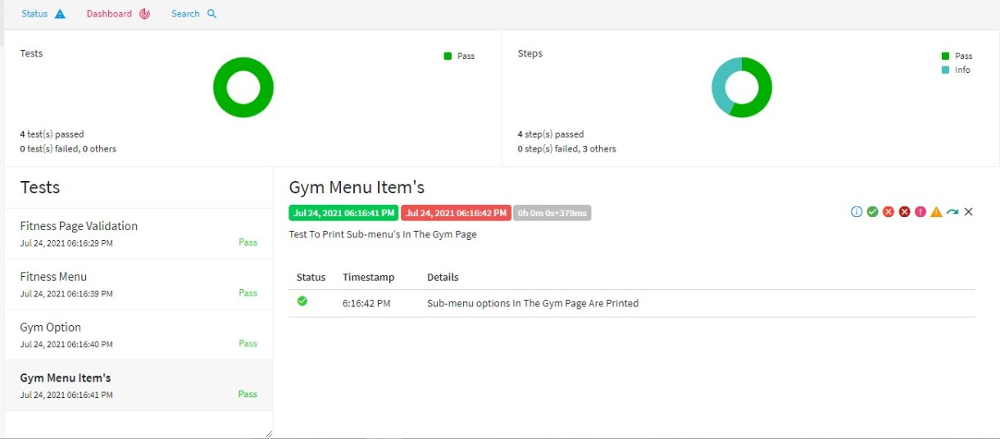 Status Dashboard Search
Tests
Pass
4 test(s) passed
0 test(s) failed, 0 others
Steps
Pass
Info
4 step(s) passed
0 step(s) failed, 3 others
Tests
Fitness Page Validation
Jul 24, 2021 06:16:29 PM Pass
Fitness Menu
Jul 24, 2021 06:16:39 PM Pass
Gym Option
Jul 24, 2021 06:16:40 PM Pass
Gym Menu Item's
Jul 24, 2021 06:16:41 PM Pass
Gym Menu Item's
Jul 24, 2021 06:16:41 PM Jul 24, 2021 06:16:42 PM 0h 0m 0s+379ms
Test To Print Sub-menu's In The Gym Page
Status Timestamp Details
6:16:42 PM Sub-menu options In The Gym Page Are Printed